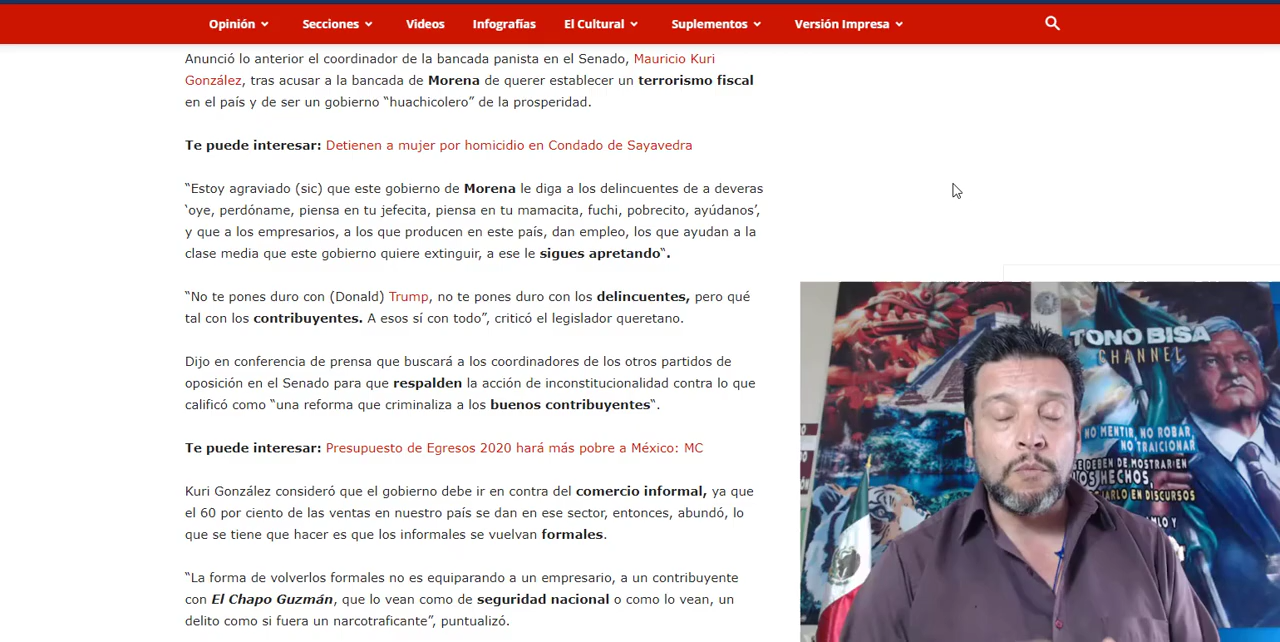 Opinión Secciones Videos Infografías El Cultural Suplementos Versión Impresa
Anunció lo anterior el coordinador de la bancada panista en el Senado, Mauricio Kuri
González, tras acusar a la bancada de Morena de querer establecer un terrorismo fiscal
en el país y de ser un gobierno “huachicolero” de la prosperidad.
Te puede interesar: Detienen a mujer por homicidio en Condado de Sayavedra
“Estoy agraviado (sic) que este gobierno de Morena le diga a los delincuentes de a deveras
‘oye, perdóname, piensa en tu jefecita, piensa en tu mamacita, fuchi, pobrecito, ayúdanos’,
y que a los empresarios, a los que producen en este país, dan empleo, los que ayudan a la
clase media que este gobierno quiere extinguir, a ese le sigues apretando“.
“No te pones duro con (Donald) Trump, no te pones duro con los delincuentes, pero qué
tal con los contribuyentes. A esos sí con todo”, criticó el legislador queretano.
Dijo en conferencia de prensa que buscará a los coordinadores de los otros partidos de
oposición en el Senado para que respalden la acción de inconstitucionalidad contra lo que
calificó como “una reforma que criminaliza a los buenos contribuyentes“.
Te puede interesar: Presupuesto de Egresos 2020 hará más pobre a México: MC
Kuri González consideró que el gobierno debe ir en contra del comercio informal, ya que
el 60 por ciento de las ventas en nuestro país se dan en ese sector, entonces, abundó, lo
que se tiene que hacer es que los informales se vuelvan formales.
“La forma de volverlos formales no es equiparando a un empresario, a un contribuyente
con El Chapo Guzmán, que lo vean como de seguridad nacional o como lo vean, un
delito como si fuera un narcotraficante”, puntualizó.
TONO BISA
CHANNEL
NO MENTIR, NO ROBAR,
NO TRAICIONAR
SE DEBEN DE MOSTRAR EN
LOS HECHOS,
DISCURSOS